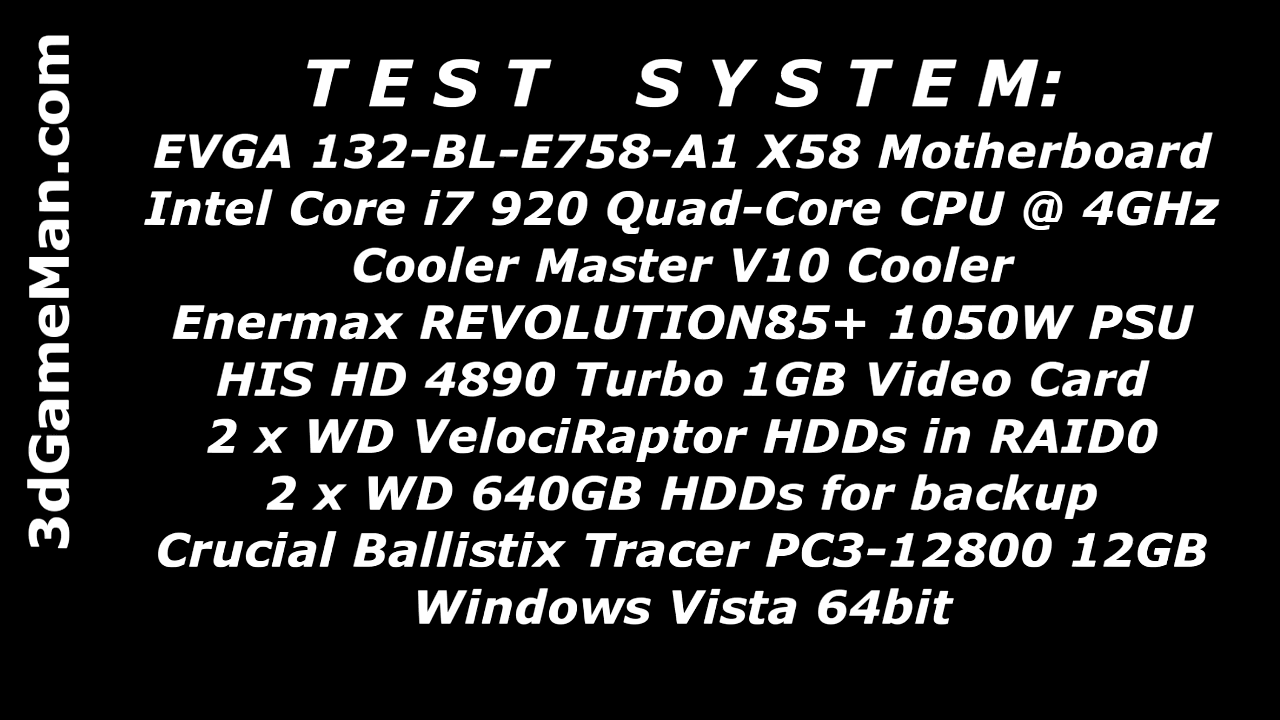 3dGameMan.com
T E S T  S Y S T E M:
EVGA 132-BL-E758-A1 X58 Motherboard
Intel Core i7 920 Quad-Core CPU @ 4GHz
Cooler Master V10 Cooler
Enermax REVOLUTION85+ 1050W PSU
HIS HD 4890 Turbo 1GB Video Card
2 x WD VelociRaptor HDDs in RAID0
2 x WD 640GB HDDs for backup
Crucial Ballistix Tracer PC3-12800 12GB
Windows Vista 64bit